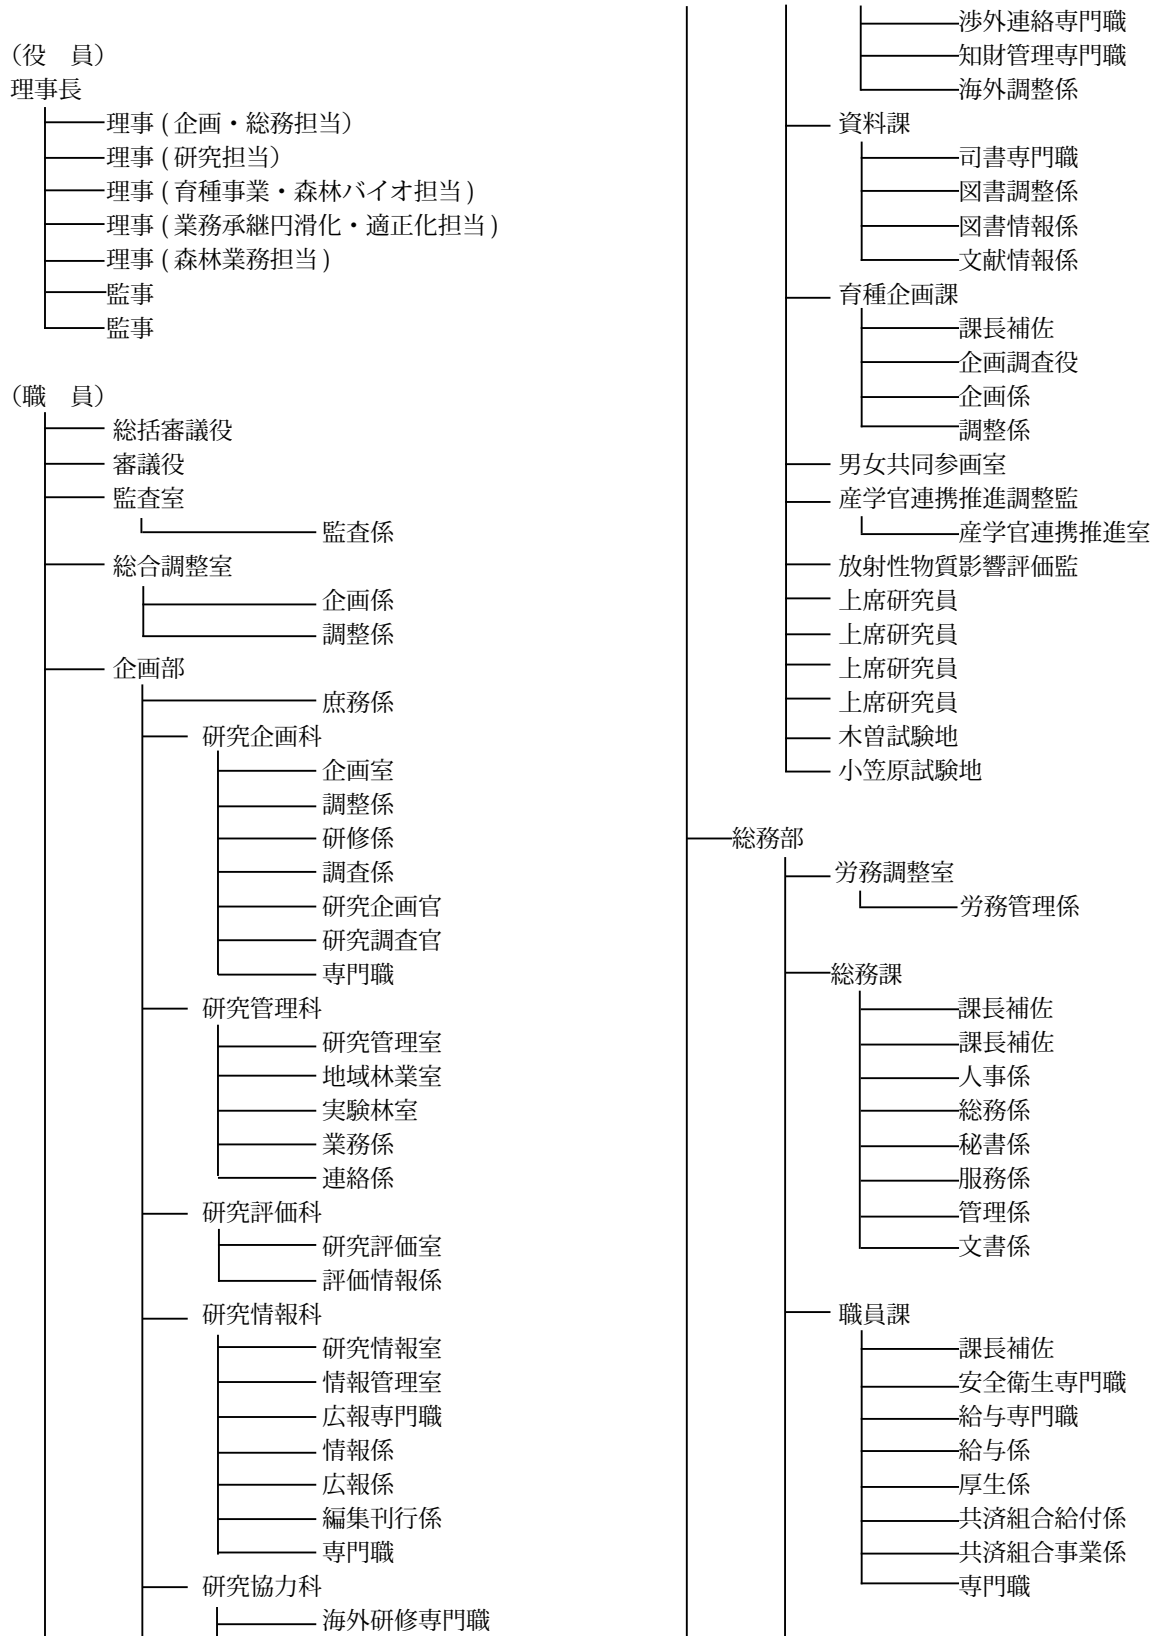 （役　員）
理事長
理事 ( 企画・総務担当）
理事 ( 研究担当）
理事 ( 育種事業・森林バイオ担当 )
理事 ( 業務承継円滑化・適正化担当 )
理事 ( 森林業務担当 )
監事
監事
（職　員）
総括審議役
審議役
監査室
監査係
総合調整室
企画係
調整係
企画部
庶務係
研究企画科
企画室
調整係
研修係
調査係
研究企画官
研究調査官
専門職
研究管理科
研究管理室
地域林業室
実験林室
業務係
連絡係
研究評価科
研究評価室
評価情報係
研究情報科
研究情報室
情報管理室
広報専門職
情報係
広報係
編集刊行係
専門職
研究協力科
海外研修専門職
渉外連絡専門職
知財管理専門職
海外調整係
資料課
司書専門職
図書調整係
図書情報係
文献情報係
育種企画課
課長補佐
企画調査役
企画係
調整係
男女共同参画室
産学官連携推進調整監
産学官連携推進室
放射性物質影響評価監
上席研究員
上席研究員
上席研究員
上席研究員
木曽試験地
小笠原試験地
総務部
労務調整室
労務管理係
総務課
課長補佐
課長補佐
人事係
総務係
秘書係
服務係
管理係
文書係
職員課
課長補佐
安全衛生専門職
給与専門職
給与係
厚生係
共済組合給付係
共済組合事業係
専門職